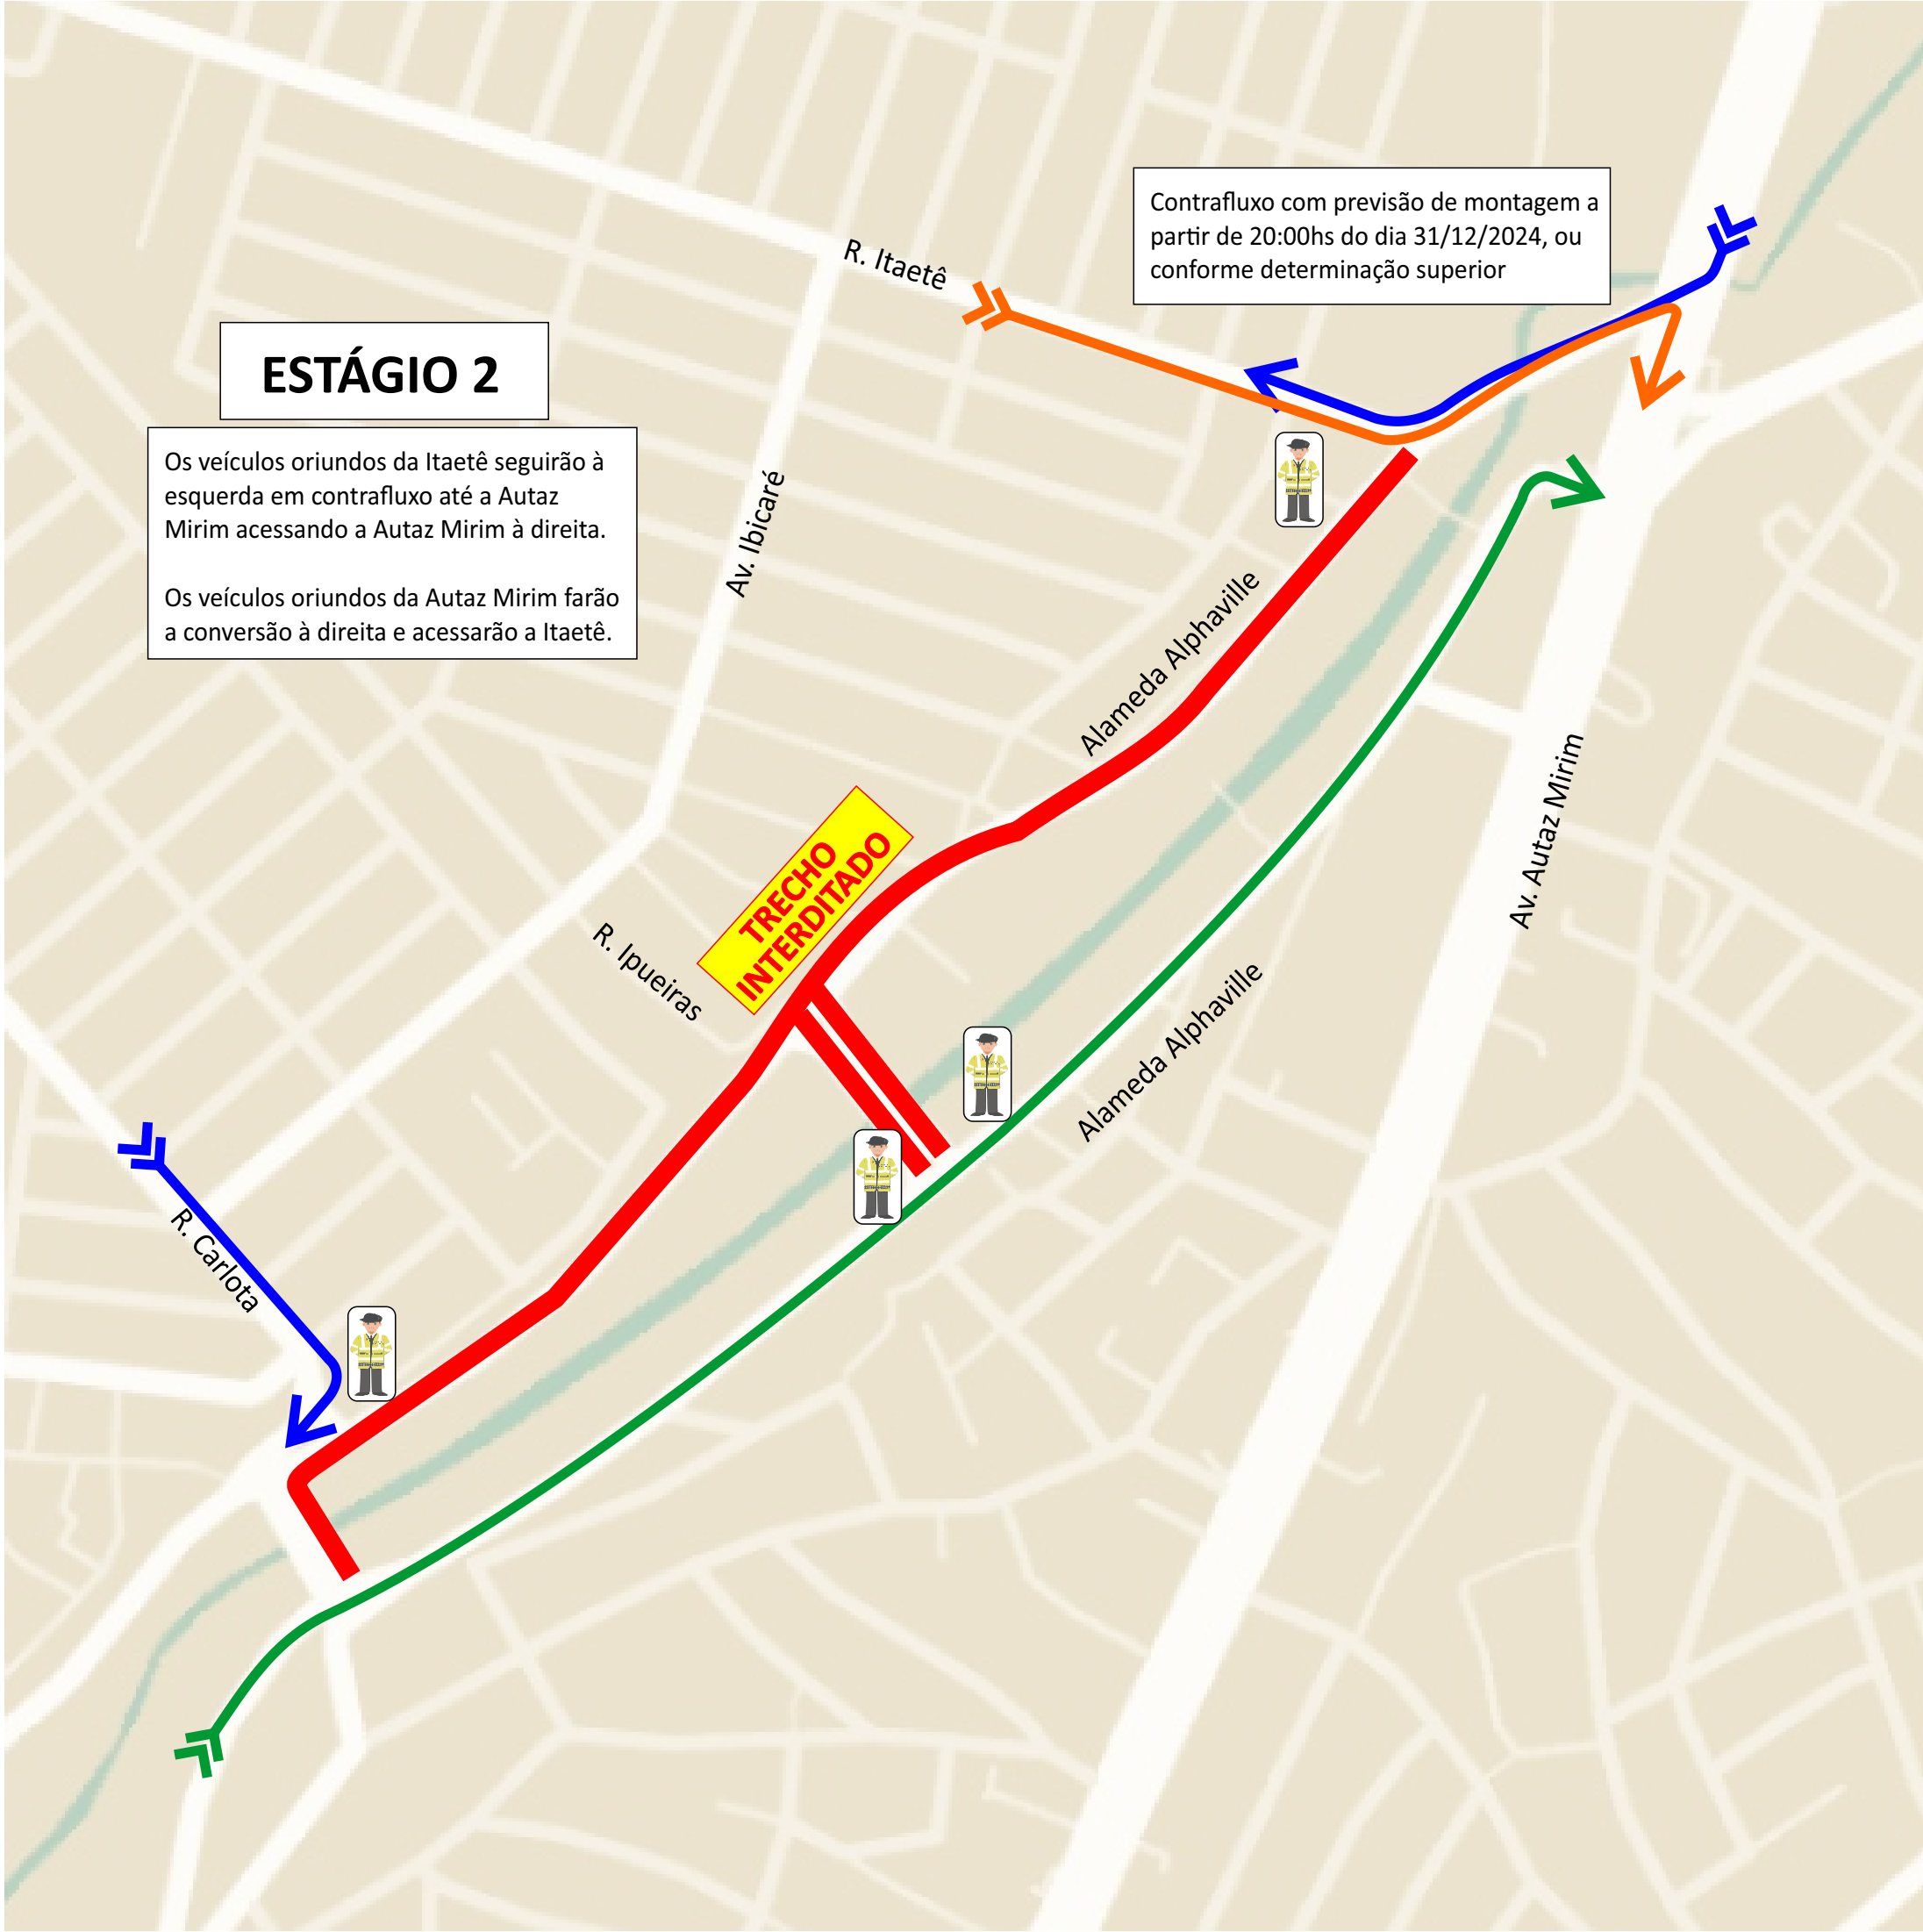 Contrafluxo com previsão de montagem a
partir de 20:00hs do dia 31/12/2024, ou
conforme determinação superior
R. Itaetê
ESTÁGIO 2
Os veículos oriundos da Itaetê seguirão à
esquerda em contrafluxo até a Autaz
Mirim acessando a Autaz Mirim à direita.
Os veículos oriundos da Autaz Mirim farão
a conversão à direita e acessarão a Itaetê.
Av. Ibicaré
Alameda Alphaville
Av. Autaz Mirim
TRECHO
INTERDITADO
R. Ipueiras
Alameda Alphaville
R. Carlota